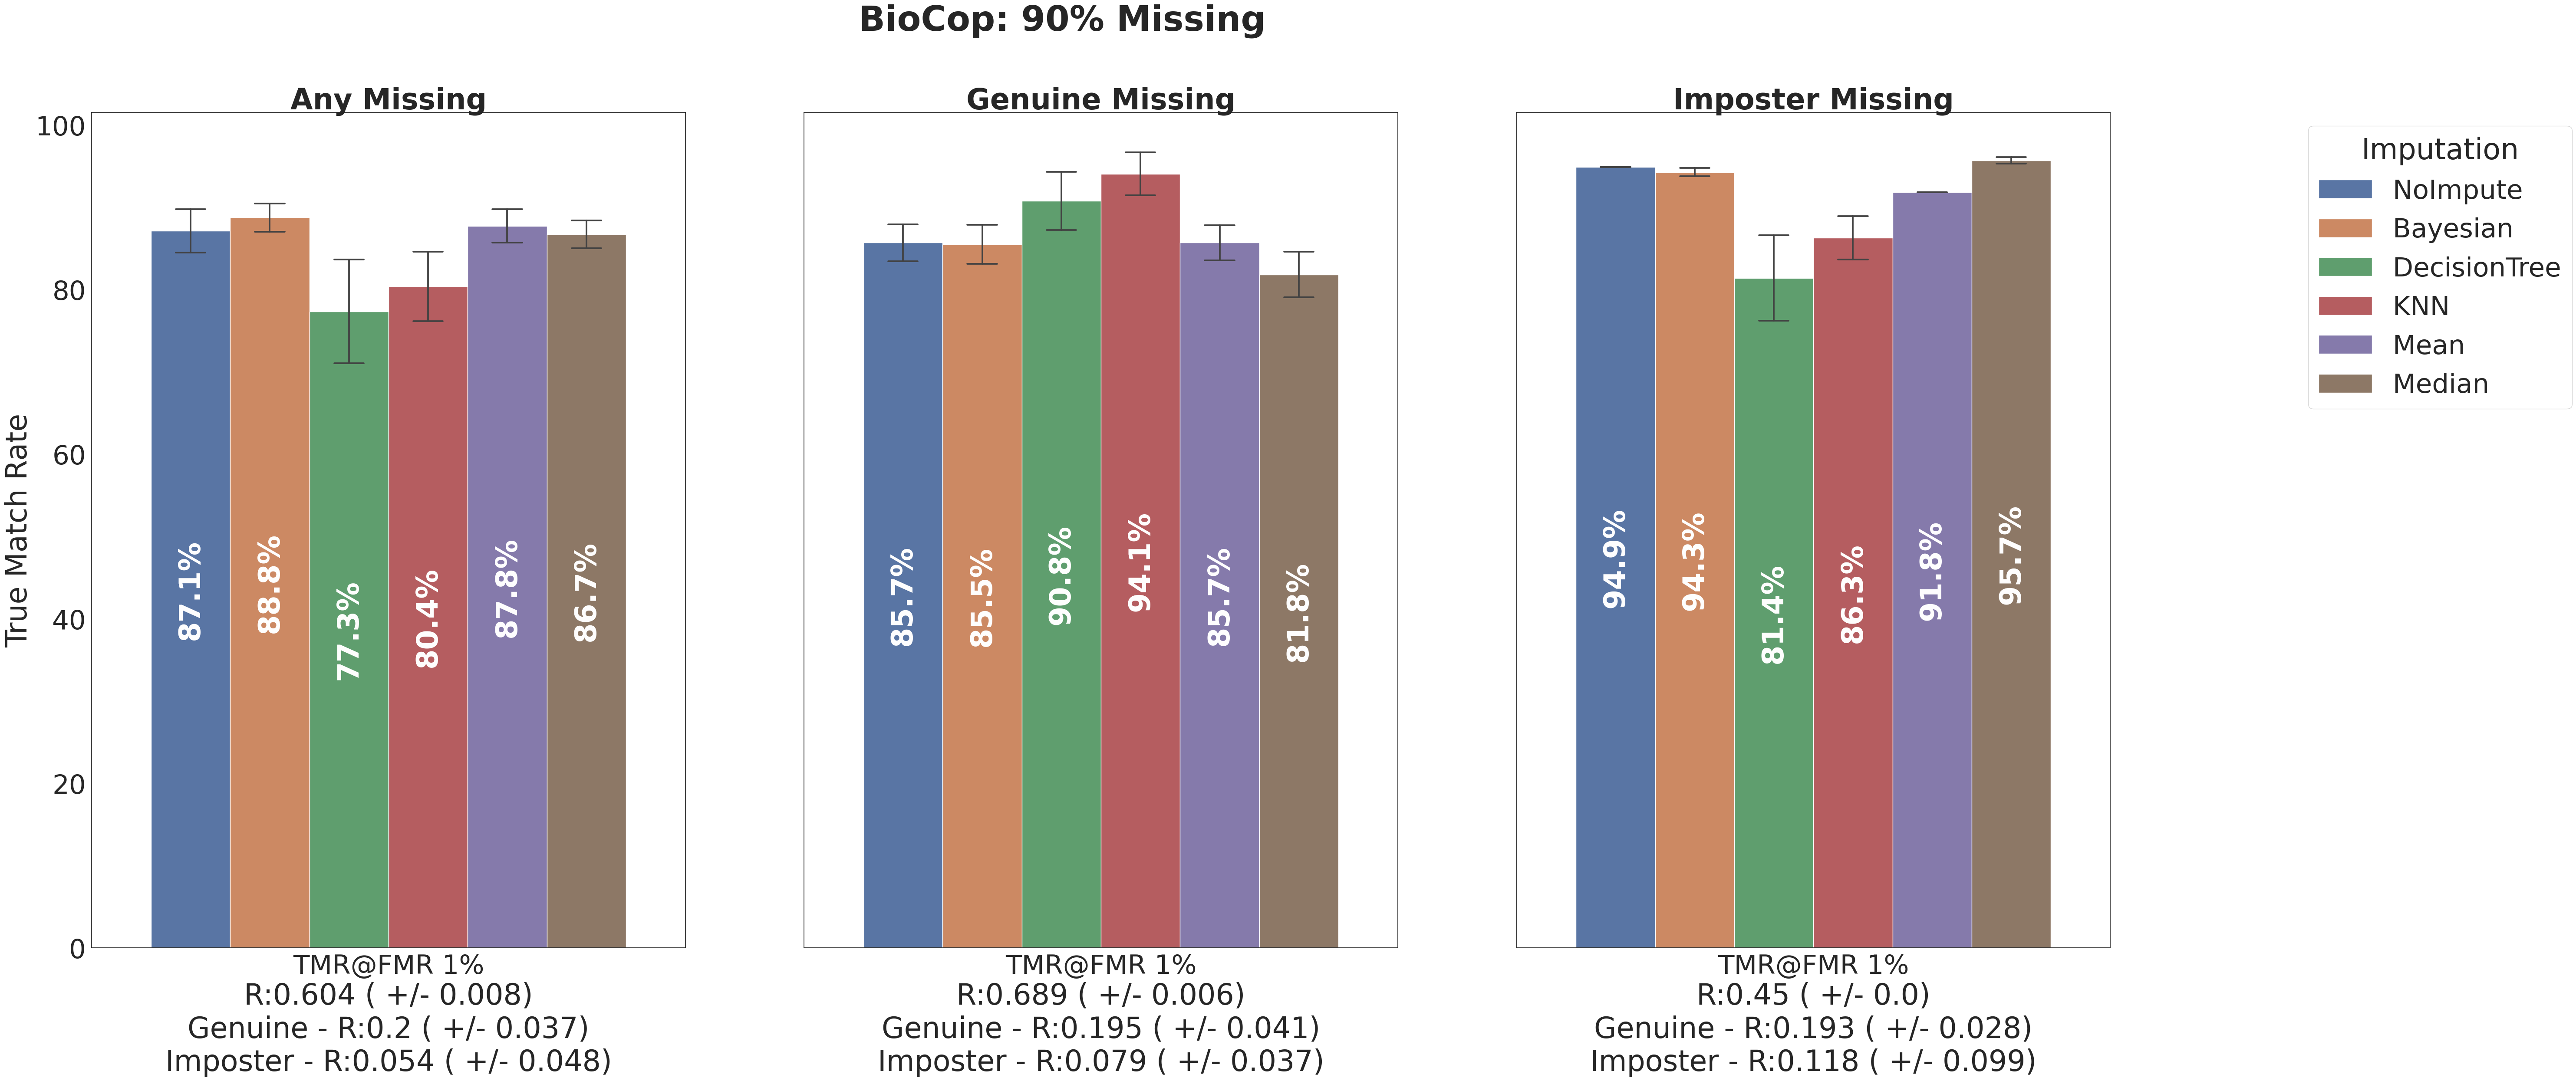 BioCop: 90% Missing
Any Missing
Genuine Missing
Imposter Missing
True Match Rate
100
80
60
40
20
0
87.1%
88.8%
77.3%
80.4%
87.8%
86.7%
85.7%
85.5%
90.8%
94.1%
85.7%
81.8%
94.9%
94.3%
81.4%
86.3%
91.8%
95.7%
TMR@FMR 1%
R:0.604 ( +/- 0.008)
Genuine - R:0.2 ( +/- 0.037)
Imposter - R:0.054 ( +/- 0.048)
TMR@FMR 1%
R:0.689 ( +/- 0.006)
Genuine - R:0.195 ( +/- 0.041)
Imposter - R:0.079 ( +/- 0.037)
TMR@FMR 1%
R:0.45 ( +/- 0.0)
Genuine - R:0.193 ( +/- 0.028)
Imposter - R:0.118 ( +/- 0.099)
Imputation
NoImpute
Bayesian
DecisionTree
KNN
Mean
Median